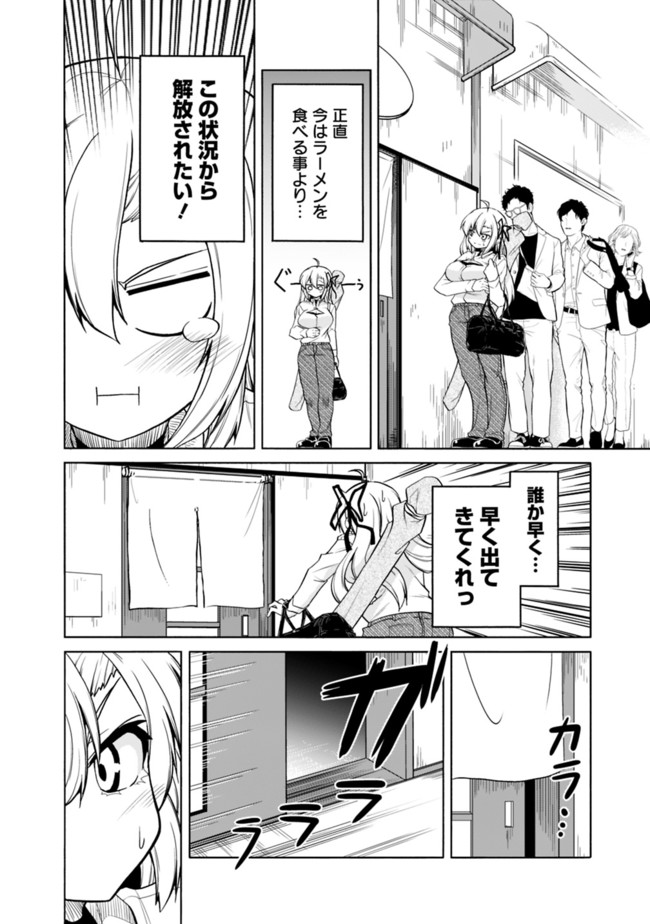 正直
今はラーメンを
食べる事より…
ぐーーぅ
この状況から
解放されたい!
誰か早く…
早く出て
きてくれっ
カラ…
ガラララ